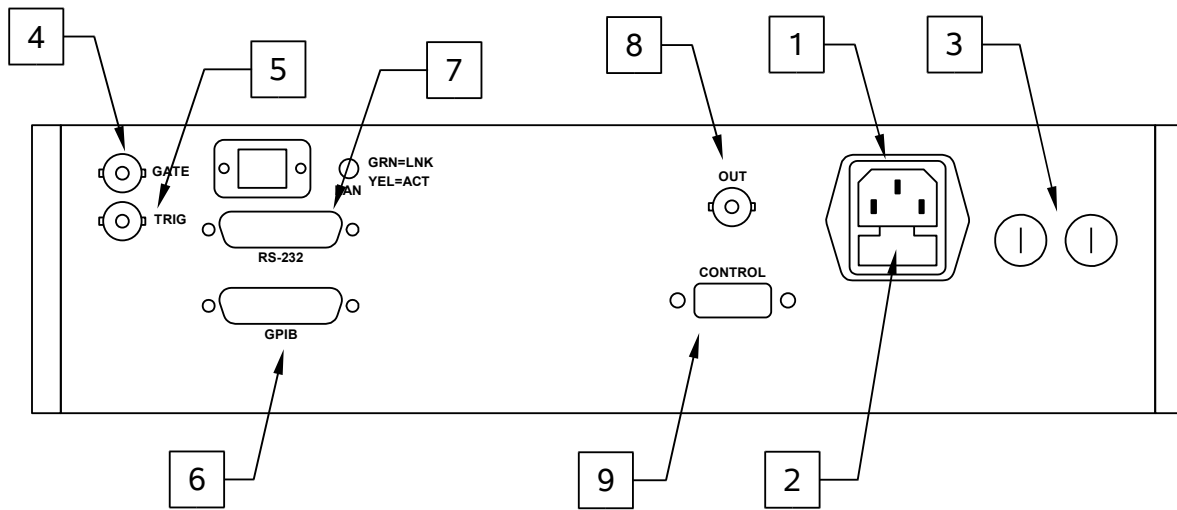 4
5
7
8
1
3
GATE
GRN=LNK
YEL=ACT
LAN
TRIG
RS-232
GPIB
OUT
CONTROL
6
9
2